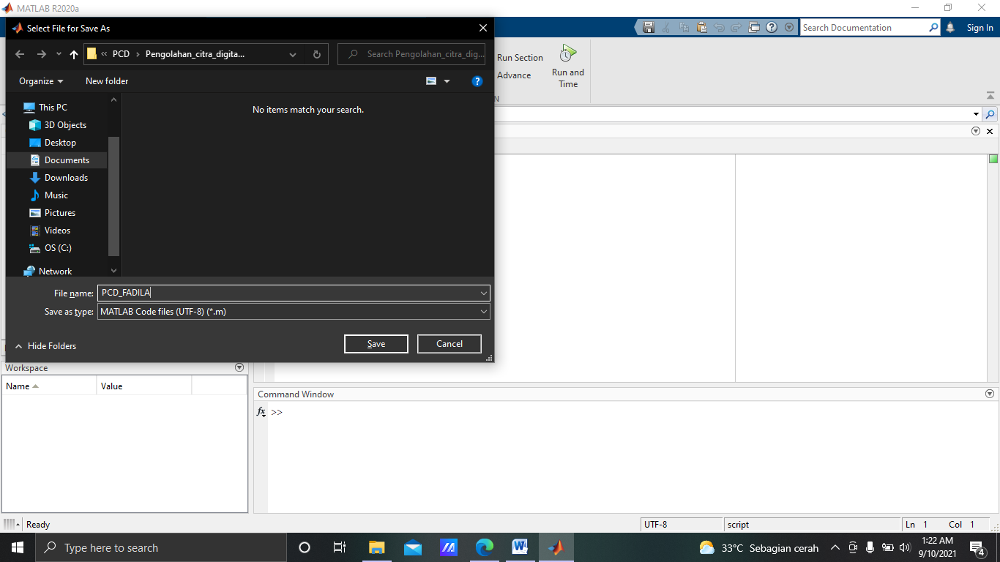 MATLAB R2020a
Select File for Save As
Search Documentation
Sign In
« PCD › Pengolahan_citra_digita...
Search Pengolahan_citra_dig...
Organize
New folder
Run Section
Advance
Run and
Time
N
No items match your search.
This PC
3D Objects
Desktop
Documents
Downloads
Music
Pictures
Videos
OS (C:)
Network
File name: PCD_FADILA
Save as type: MATLAB Code files (UTF-8) (*.m)
Hide Folders
Save
Cancel
Workspace
Name
Value
Command Window
fx >>
Ready
UTF-8
script
Ln 1 Col 1
Type here to search
33°C Sebagian cerah
1:22 AM
9/10/2021
4